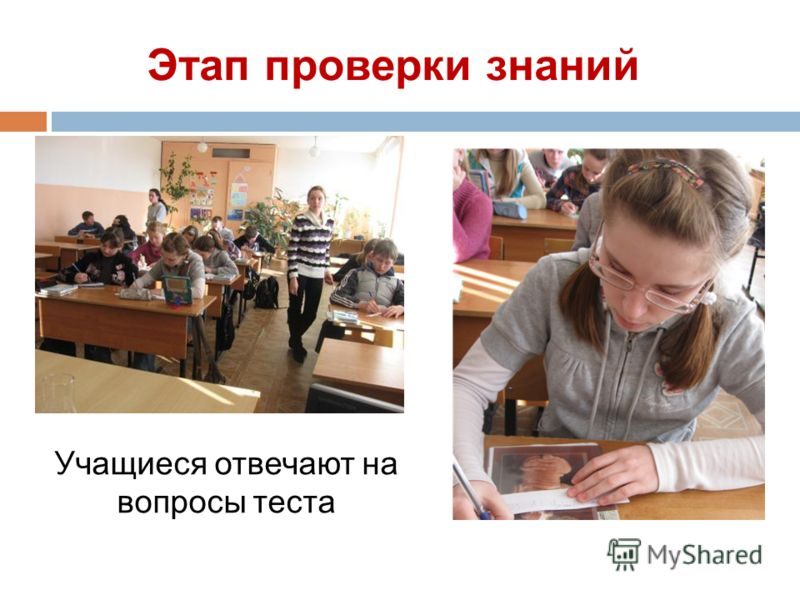 Этап проверки знаний
Учащиеся отвечают на
вопросы теста
MyShared